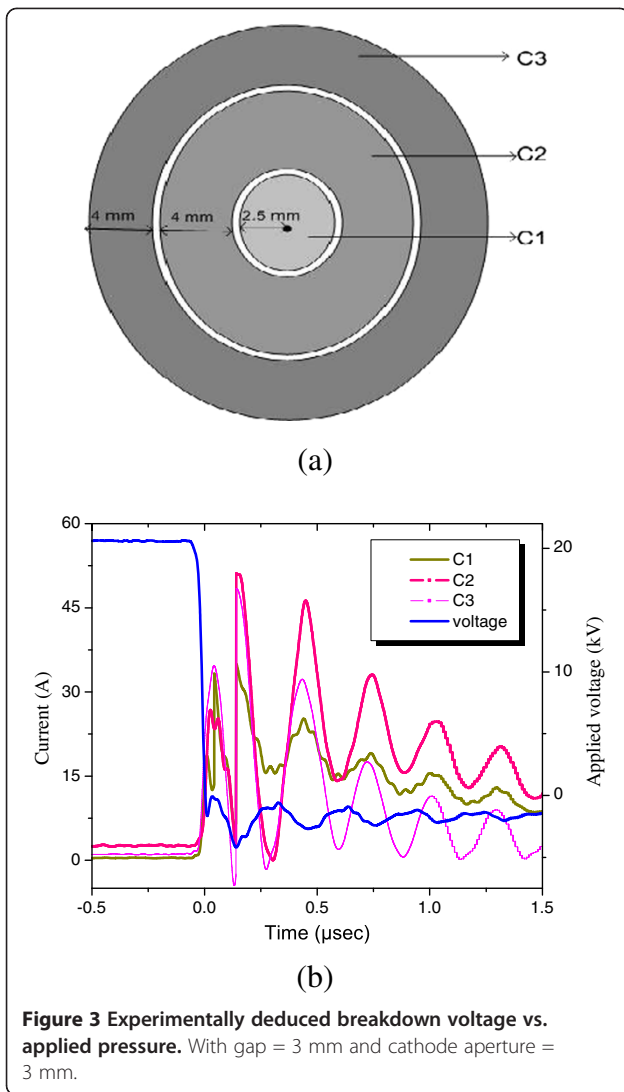 C3
C2
4 mm 4 mm 2.5 mm
C1
(a)
60
45
30
15
0
Current (A)
C1
C2
C3
voltage
20
10
0
Applied voltage (kV)
-0.5 0.0 0.5 1.0 1.5
Time (μsec)
(b)
Figure 3 Experimentally deduced breakdown voltage vs.
applied pressure. With gap = 3 mm and cathode aperture =
3 mm.